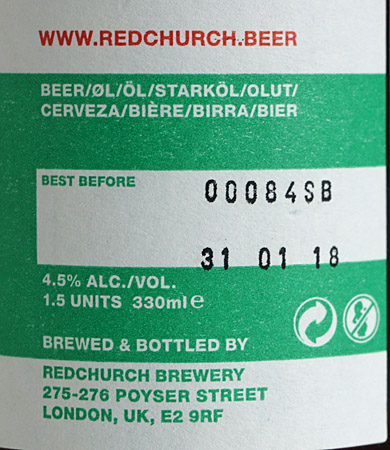 WWW.REDCHURCH.BEER
BEER/ØL/ÖL/STARKÖL/OLUT/
CERVEZA/BIÈRE/BIRRA/BIER
BEST BEFORE
00084SB
31 01 18
4.5% ALC./VOL.
1.5 UNITS 330ml e
BREWED & BOTTLED BY
REDCHURCH BREWERY
275-276 POYSER STREET
LONDON, UK, E2 9RF